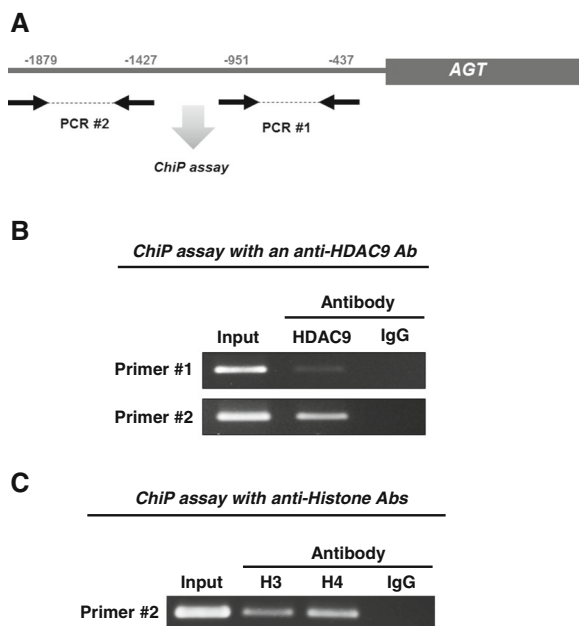 A
-1879 -1427 -951 -437 AGT
PCR #2 PCR #1
ChiP assay
B
ChiP assay with an anti-HDAC9 Ab
Antibody
Input HDAC9 IgG
Primer #1
Primer #2
C
ChiP assay with anti-Histone Abs
Antibody
Input H3 H4 IgG
Primer #2